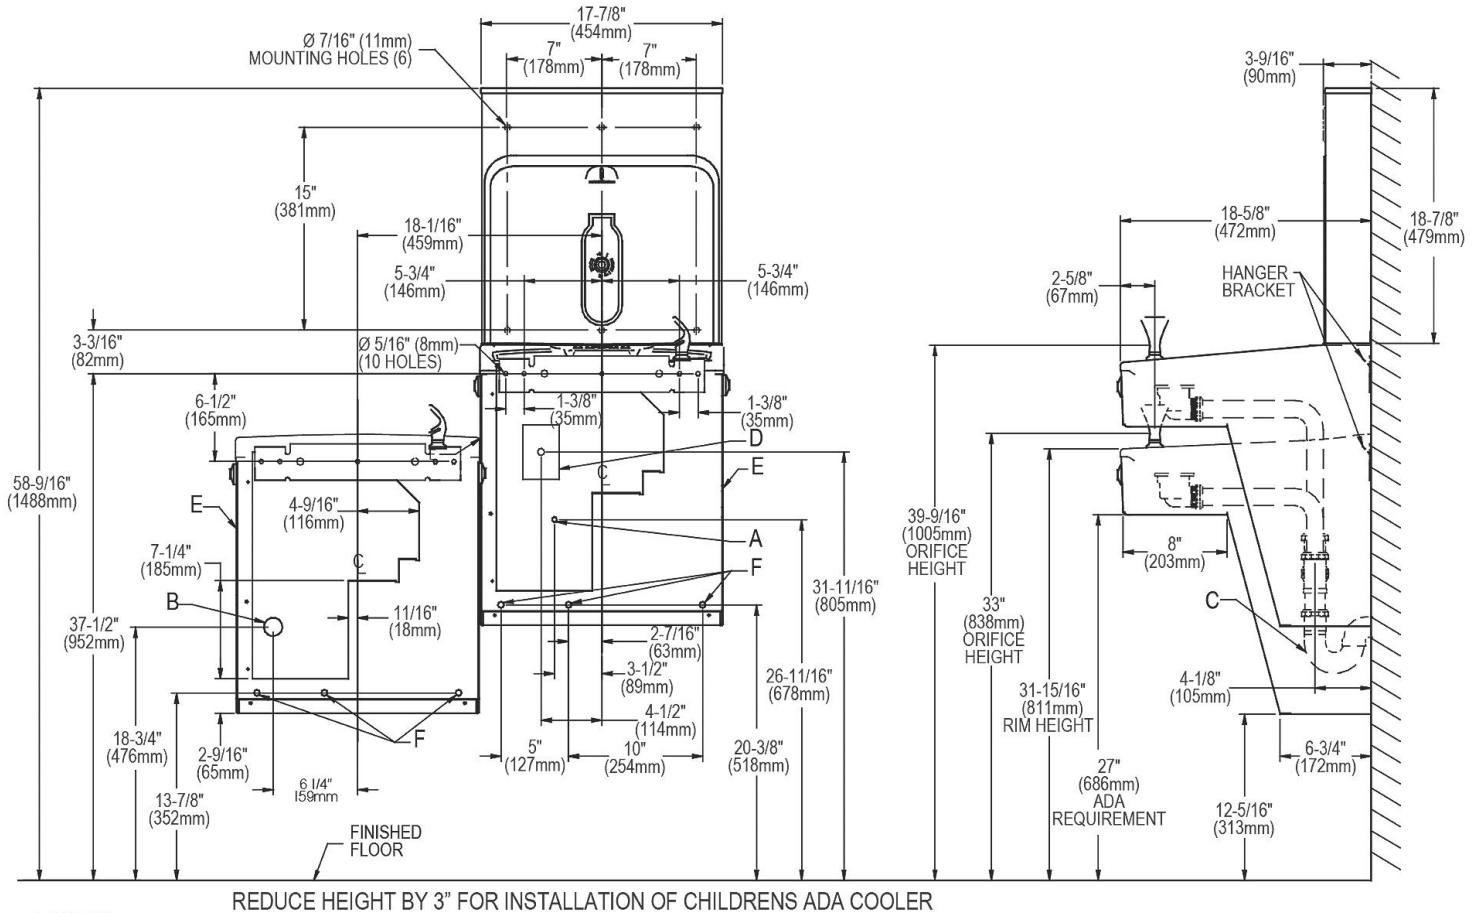 17-7/8"
(454mm)
Ø 7/16" (11mm)
MOUNTING HOLES (6)
7"
(178mm)
7"
(178mm)
3-9/16"
(90mm)
15"
(381mm)
18-1/16"
(459mm)
18-5/8"
(472mm)
18-7/8"
(479mm)
5-3/4"
(146mm)
5-3/4"
(146mm)
2-5/8"
(67mm)
HANGER
BRACKET
3-3/16"
(82mm)
Ø 5/16" (8mm)
(10 HOLES)
6-1/2"
(165mm)
1-3/8"
(35mm)
1-3/8"
(35mm)
D
E
C
58-9/16"
(1488mm)
E
4-9/16"
(116mm)
A
39-9/16"
(1005mm)
ORIFICE
HEIGHT
8"
(203mm)
7-1/4"
(185mm)
C
F
31-11/16"
(805mm)
B
11/16"
(18mm)
37-1/2"
(952mm)
33"
(838mm)
ORIFICE
HEIGHT
C
2-7/16"
(63mm)
3-1/2"
(89mm)
26-11/16"
(678mm)
4-1/8"
(105mm)
31-15/16"
(811mm)
RIM HEIGHT
4-1/2"
(114mm)
18-3/4"
(476mm)
2-9/16"
(65mm)
F
5"
(127mm)
10"
(254mm)
20-3/8"
(518mm)
6-3/4"
(172mm)
27"
(686mm)
ADA
REQUIREMENT
6 1/4"
159mm
13-7/8"
(352mm)
12-5/16"
(313mm)
FINISHED
FLOOR
REDUCE HEIGHT BY 3” FOR INSTALLATION OF CHILDRENS ADA COOLER